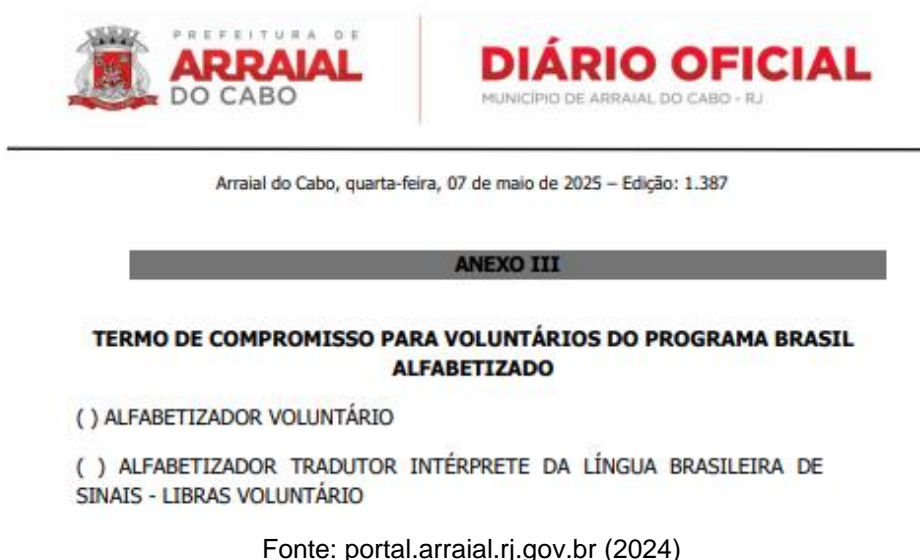 PREFEITURA DE
ARRAIAL
DO CABO
DIÁRIO OFICIAL
MUNICÍPIO DE ARRAIAL DO CABO - RJ
Arraial do Cabo, quarta-feira, 07 de maio de 2025 – Edição: 1.387
ANEXO III
TERMO DE COMPROMISSO PARA VOLUNTÁRIOS DO PROGRAMA BRASIL
ALFABETIZADO
( ) ALFABETIZADOR VOLUNTÁRIO
( ) ALFABETIZADOR TRADUTOR INTÉRPRETE DA LÍNGUA BRASILEIRA DE
SINAIS - LIBRAS VOLUNTÁRIO
Fonte: portal.arraial.rj.gov.br (2024)